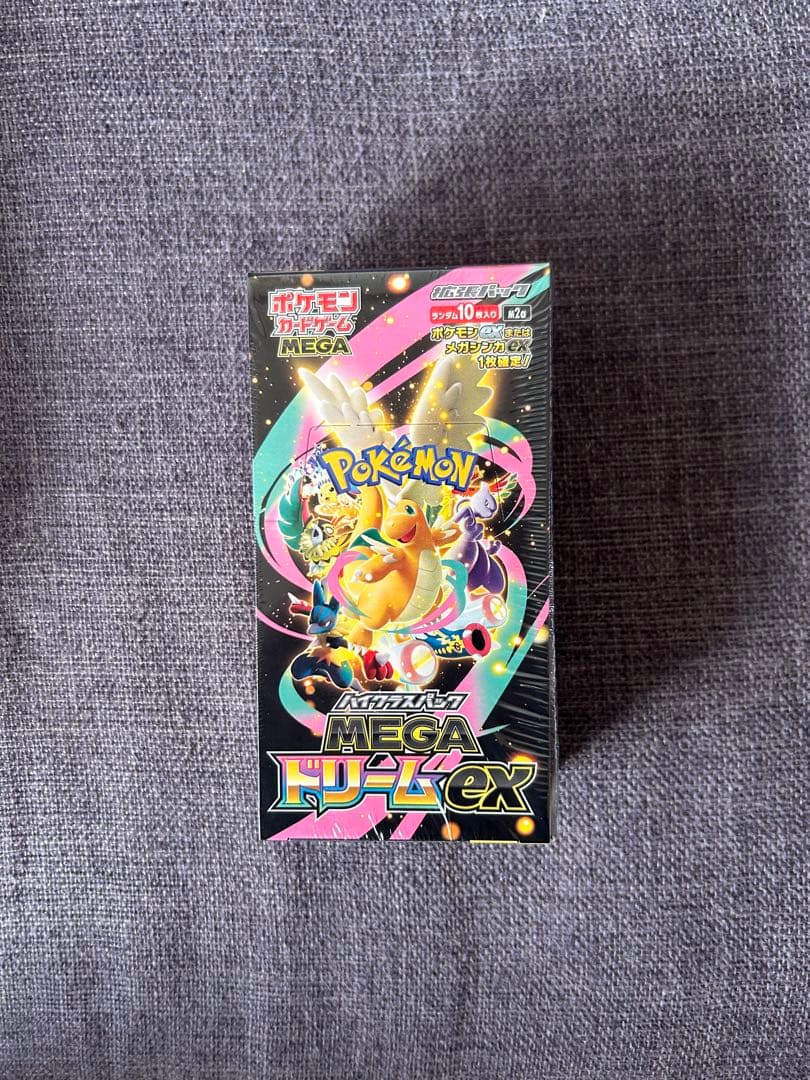 ポケモン
カードゲーム
MEGA
拡張パック
ランダム10枚入り M2a
ポケモンexまたは
メガシンカex
1枚確定!
POKéMON
ハイクラスパック
MEGA
ドリームex